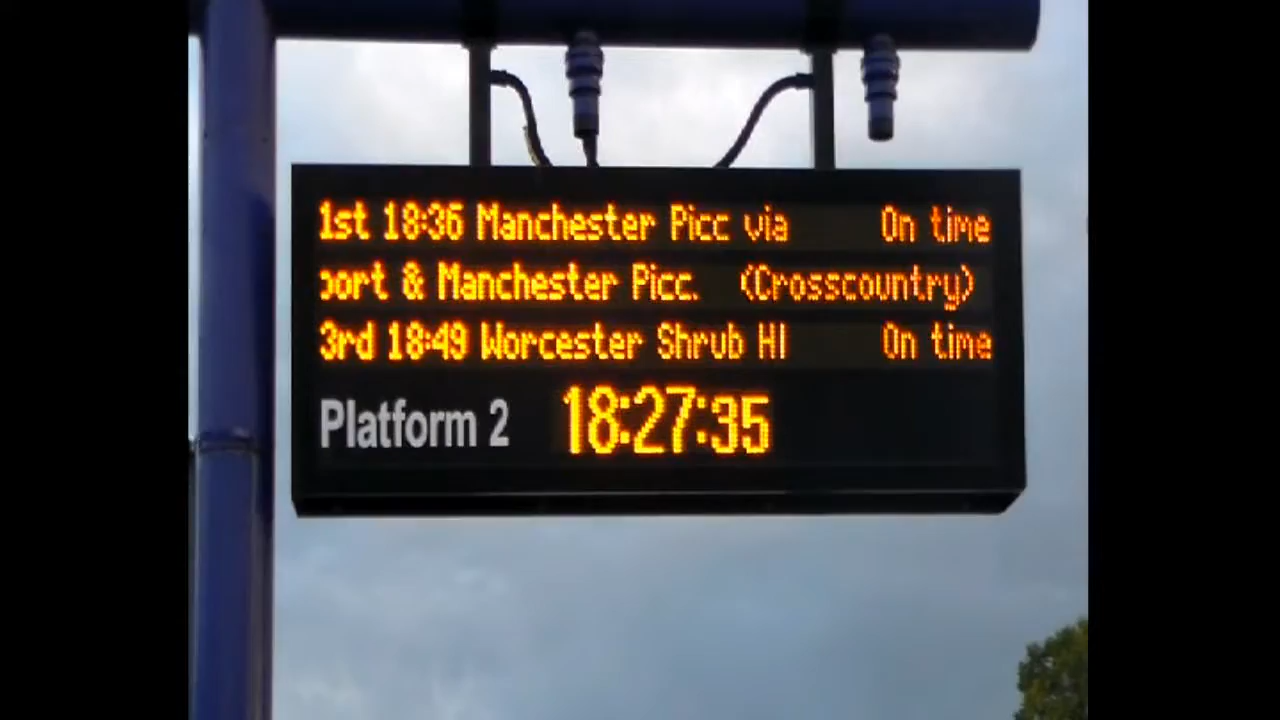 1st 18:36 Manchester Picc via On time
ort & Manchester Picc. (Crosscountry)
3rd 18:49 Worcester Shrub Hl On time
Platform 2 18:27:35